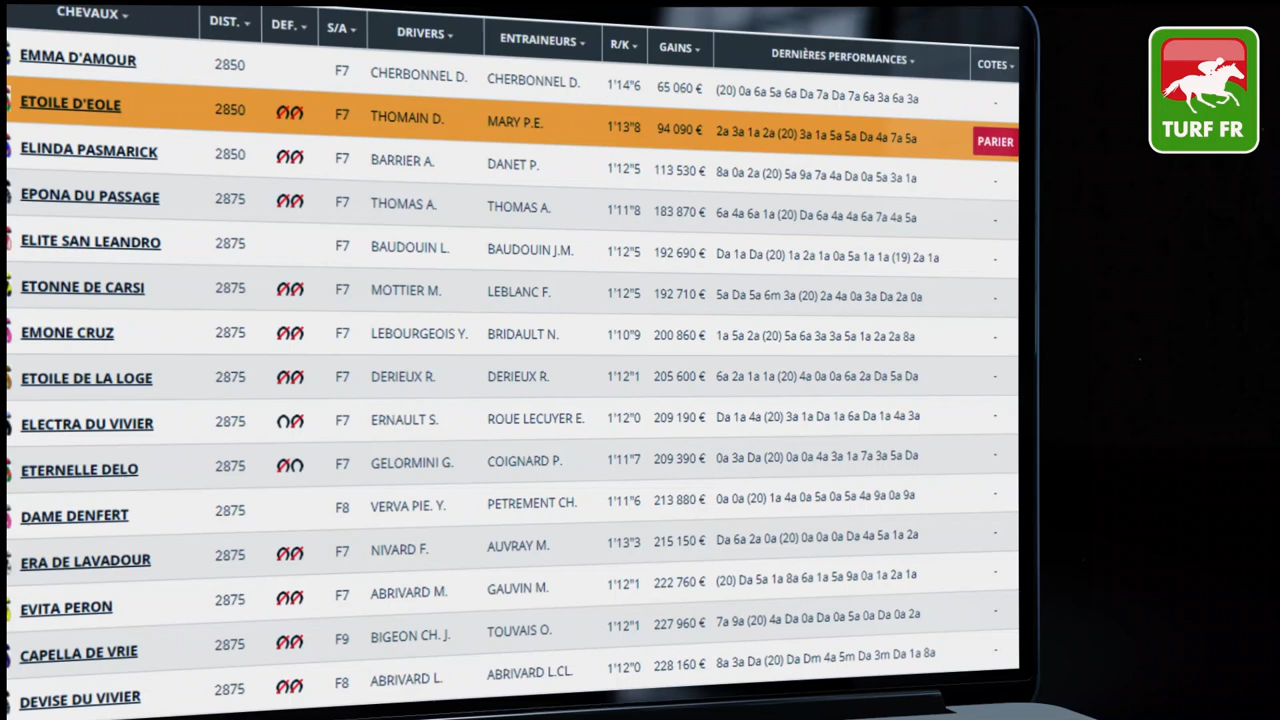 CHEVAUX DIST. DEF. S/A DRIVERS ENTRAINEURS R/K GAINS DERNIÈRES PERFORMANCES COTES
EMMA D'AMOUR 2850 F7 CHERBONNEL D. CHERBONNEL D. 1'14"6 65 060 € (20) 0a 6a 5a 6a Da 7a Da 7a 6a 3a 6a 3a -
ETOILE D'EOLE 2850 F7 THOMAIN D. MARY P.E. 1'13"8 94 090 € 2a 3a 1a 2a (20) 3a 1a 5a 5a Da 4a 7a 5a PARIER
ELINDA PASMARICK 2850 F7 BARRIER A. DANET P. 1'12"5 113 530 € 8a 0a 2a (20) 5a 9a 7a 4a Da 0a 5a 3a 1a -
EPONA DU PASSAGE 2875 F7 THOMAS A. THOMAS A. 1'11"8 183 870 € 6a 4a 6a 1a (20) Da 6a 4a 4a 6a 7a 4a 5a -
ELITE SAN LEANDRO 2875 F7 BAUDOUIN L. BAUDOUIN J.M. 1'12"5 192 690 € Da 1a Da (20) 1a 2a 1a 0a 5a 1a 1a (19) 2a 1a -
ETONNE DE CARSI 2875 F7 MOTTIER M. LEBLANC F. 1'12"5 192 710 € 5a Da 5a 6m 3a (20) 2a 4a 0a 3a Da 2a 0a -
EMONE CRUZ 2875 F7 LEBOURGEOIS Y. BRIDAULT N. 1'10"9 200 860 € 1a 5a 2a (20) 5a 6a 3a 3a 5a 1a 2a 2a 8a -
ETOILE DE LA LOGE 2875 F7 DERIEUX R. DERIEUX R. 1'12"1 205 600 € 6a 2a 1a 1a (20) 4a 0a 0a 6a 2a Da 5a Da -
ELECTRA DU VIVIER 2875 F7 ERNAULT S. ROUE LECUYER E. 1'12"0 209 190 € Da 1a 4a (20) 3a 1a Da 1a 6a Da 1a 4a 3a -
ETERNELLE DELO 2875 F7 GELORMINI G. COIGNARD P. 1'11"7 209 390 € 0a 3a Da (20) 0a 0a 4a 3a 1a 7a 3a 5a Da -
DAME DENFERT 2875 F8 VERVA PIE. Y. PETREMENT CH. 1'11"6 213 880 € 0a 0a (20) 1a 4a 0a 5a 0a 5a 4a 9a 0a 9a -
ERA DE LAVADOUR 2875 F7 NIVARD F. AUVRAY M. 1'13"3 215 150 € Da 6a 2a 0a (20) 0a 0a 0a Da 4a 5a 1a 2a -
EVITA PERON 2875 F7 ABRIVARD M. GAUVIN M. 1'12"1 222 760 € (20) Da 5a 1a 8a 6a 1a 5a 9a 0a 1a 2a 1a -
CAPELLA DE VRIE 2875 F9 BIGEON CH. J. TOUVAIS O. 1'12"1 227 960 € 7a 9a (20) 4a Da 0a Da 0a 5a 0a Da 0a 2a -
DEVISE DU VIVIER 2875 F8 ABRIVARD L. ABRIVARD L.CL. 1'12"0 228 160 € 8a 3a Da (20) Da Dm 4a 5m Da 3m Da 1a 8a -
TURF FR